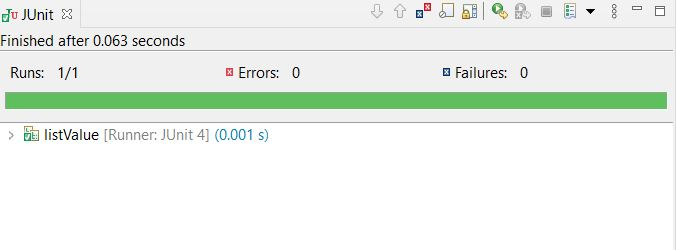 JUnit
Finished after 0.063 seconds
Runs: 1/1 Errors: 0 Failures: 0
listValue [Runner: JUnit 4] (0.001 s)